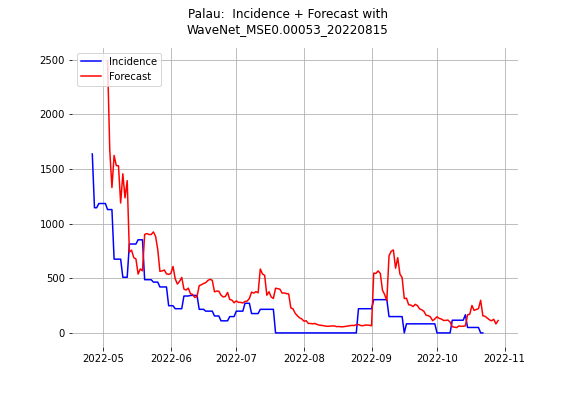 Palau:  Incidence + Forecast with
WaveNet_MSE0.00053_20220815
Incidence
Forecast
2500
2000
1500
1000
500
0
2022-05 2022-06 2022-07 2022-08 2022-09 2022-10 2022-11